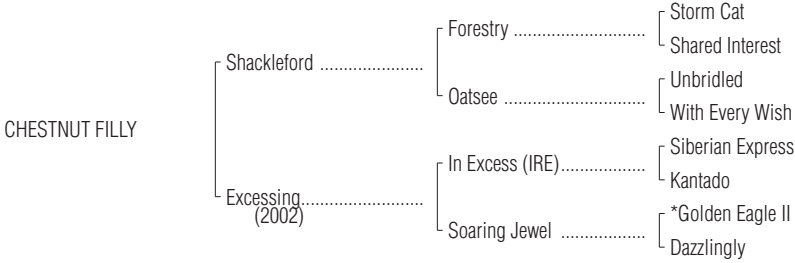 Storm Cat
Forestry ..............................
Shared Interest
Shackleford ......................
Unbridled
Oatsee ................................
With Every Wish
CHESTNUT FILLY
Siberian Express
In Excess (IRE)...................
Kantado
Excessing..........................
(2002)
*Golden Eagle II
Soaring Jewel ...................
Dazzlingly